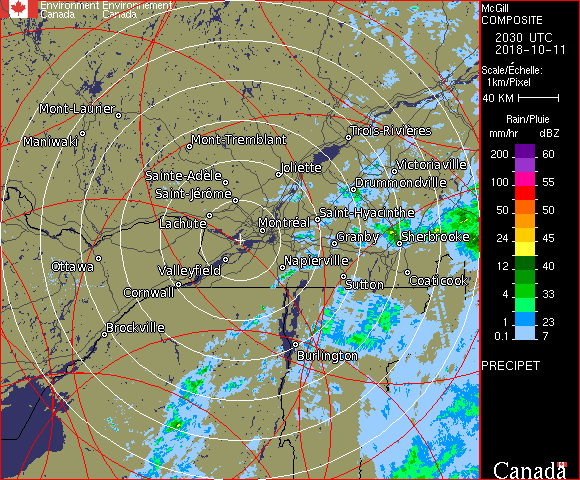 Environment Environnement
Canada Canada
McGill
COMPOSITE
2030 UTC
2018-10-11
Scale/Échelle:
1km/Pixel
40 KM
Rain/Pluie
mm/hr dBZ
200 60
100 55
50 50
24 45
12 40
4 33
1 23
0.1 7
PRECIPET
Canada
Mont-Laurier
Maniwaki
Mont-Tremblant
Trois-Rivières
Joliette
Victoriaville
Sainte-Adèle
Drummondville
Saint-Jérôme
Saint-Hyacinthe
Lachute
Montréal
Granby
Sherbrooke
Ottawa
Valleyfield
Napierville
Cornwall
Sutton
Coaticook
Brockville
Burlington